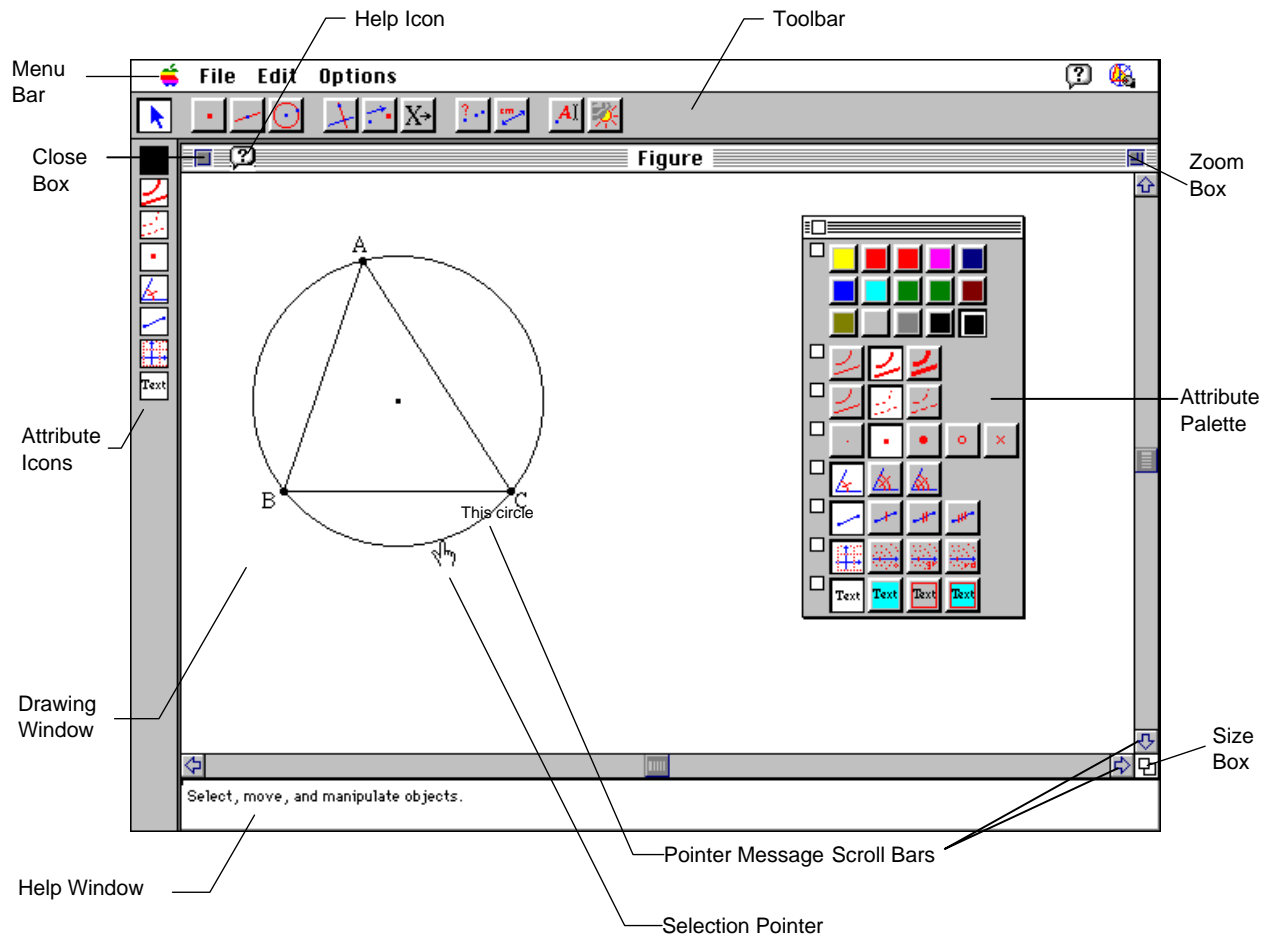 Help Icon
Toolbar
Menu
Bar
File Edit Options
?
X
?
cm
A
Close
Box
?
Figure
Zoom
Box
A
Text
Attribute
Icons
Attribute
Palette
B
C
This circle
Text Text Text Text
Drawing
Window
Size
Box
Select, move, and manipulate objects.
Pointer Message Scroll Bars
Help Window
Selection Pointer